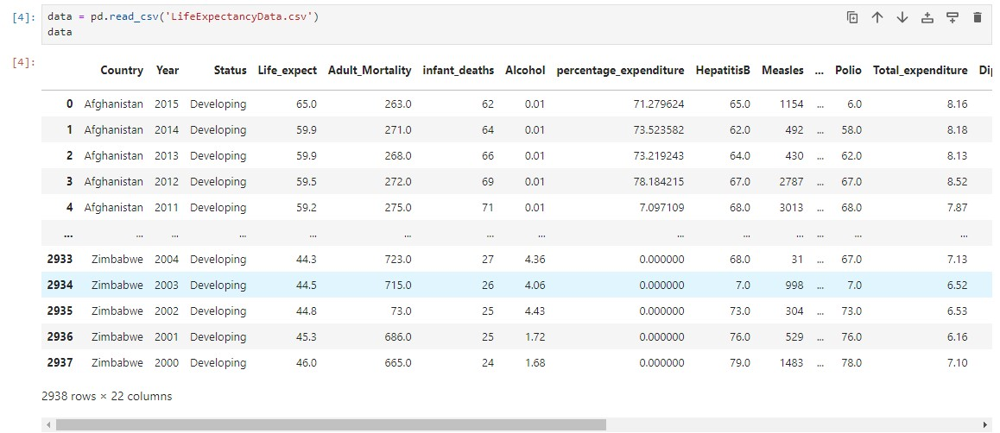 [4]: data = pd.read_csv('LifeExpectancyData.csv')
data
[4]:
Country Year Status Life_expect Adult_Mortality infant_deaths Alcohol percentage_expenditure HepatitisB Measles ... Polio Total_expenditure Dip
0 Afghanistan 2015 Developing 65.0 263.0 62 0.01 71.279624 65.0 1154 ... 6.0 8.16
1 Afghanistan 2014 Developing 59.9 271.0 64 0.01 73.523582 62.0 492 ... 58.0 8.18
2 Afghanistan 2013 Developing 59.9 268.0 66 0.01 73.219243 64.0 430 ... 62.0 8.13
3 Afghanistan 2012 Developing 59.5 272.0 69 0.01 78.184215 67.0 2787 ... 67.0 8.52
4 Afghanistan 2011 Developing 59.2 275.0 71 0.01 7.097109 68.0 3013 ... 68.0 7.87
... ... ... ... ... ... ... ... ... ... ... ... ... ...
2933 Zimbabwe 2004 Developing 44.3 723.0 27 4.36 0.000000 68.0 31 ... 67.0 7.13
2934 Zimbabwe 2003 Developing 44.5 715.0 26 4.06 0.000000 7.0 998 ... 7.0 6.52
2935 Zimbabwe 2002 Developing 44.8 73.0 25 4.43 0.000000 73.0 304 ... 73.0 6.53
2936 Zimbabwe 2001 Developing 45.3 686.0 25 1.72 0.000000 76.0 529 ... 76.0 6.16
2937 Zimbabwe 2000 Developing 46.0 665.0 24 1.68 0.000000 79.0 1483 ... 78.0 7.10
2938 rows × 22 columns